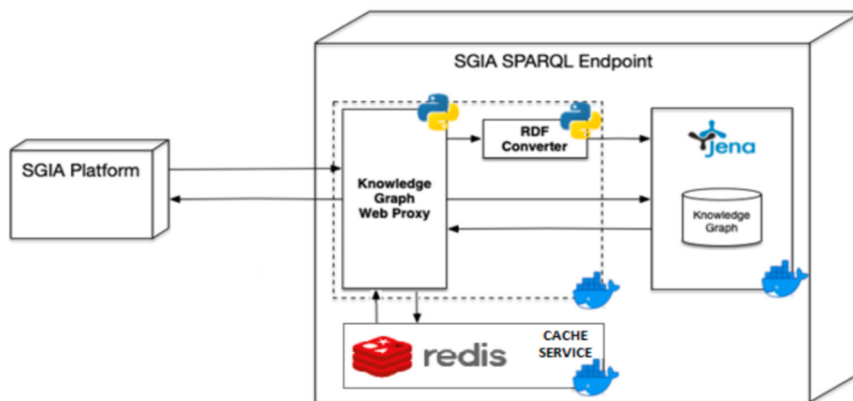 SGIA SPARQL Endpoint
SGIA Platform
Knowledge
Graph
Web Proxy
RDF
Converter
Jena
Knowledge
Graph
redis
CACHE
SERVICE